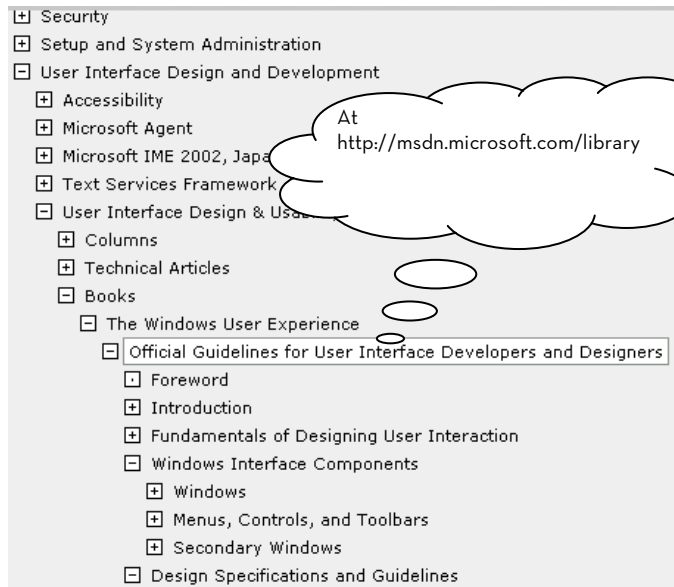 Security
Setup and System Administration
User Interface Design and Development
Accessibility
Microsoft Agent
Microsoft IME 2002,
Text Services Framework
User Interface Design &
Columns
Technical Articles
Books
The Windows User Experience
Official Guidelines for User Interface Developers and Designers
Foreword
Introduction
Fundamentals of Designing User Interaction
Windows Interface Components
Windows
Menus, Controls, and Toolbars
Secondary Windows
Design Specifications and Guidelines
At
http://msdn.microsoft.com/library